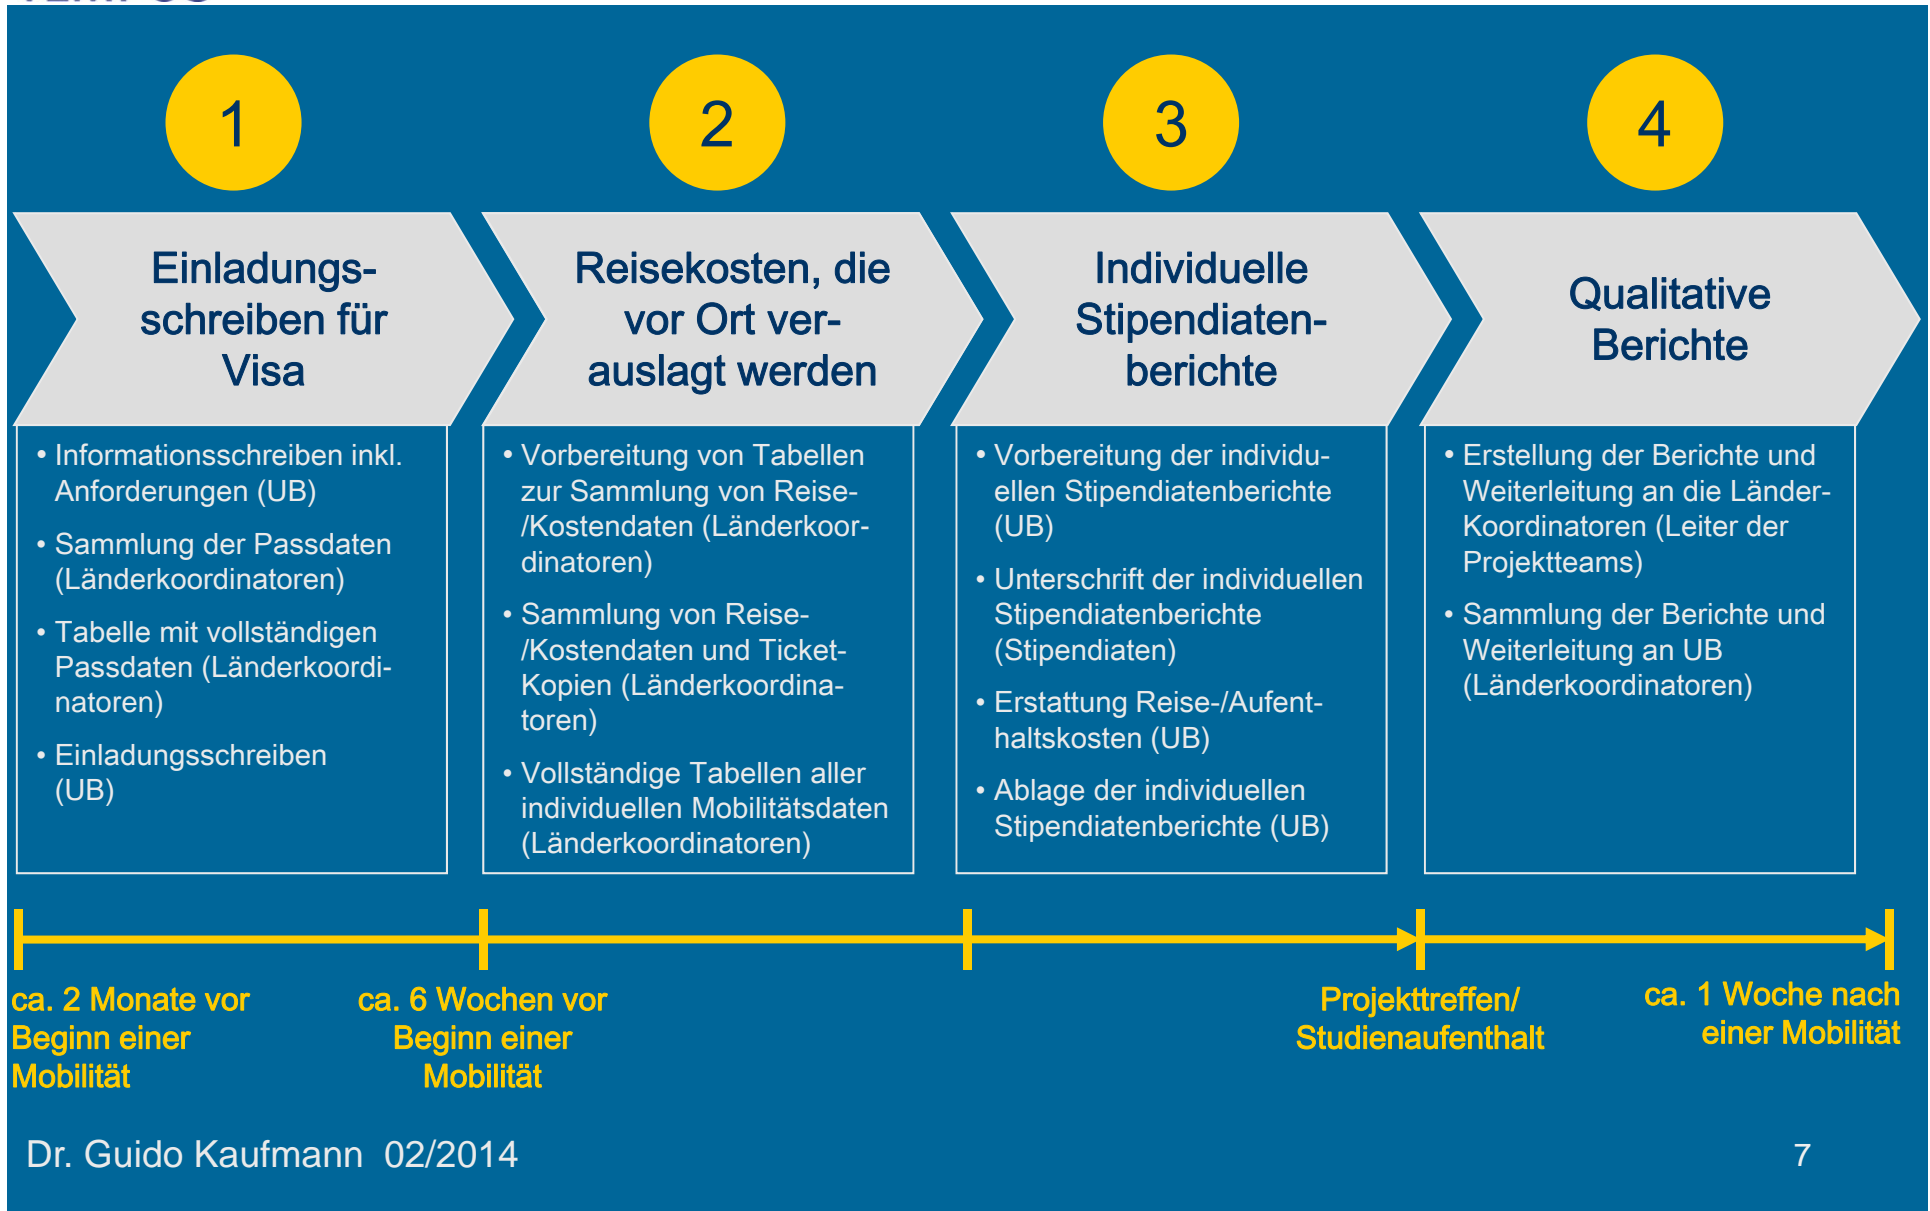 1
2
3
4
Einladungs-
schreiben für
Visa
Reisekosten, die
vor Ort ver-
auslagt werden
Individuelle
Stipendiaten-
berichte
Qualitative
Berichte
• Informationsschreiben inkl.
Anforderungen (UB)
• Sammlung der Passdaten
(Länderkoordinatoren)
• Tabelle mit vollständigen
Passdaten (Länderkoordi-
natoren)
• Einladungsschreiben
(UB)
• Vorbereitung von Tabellen
zur Sammlung von Reise-
/Kostendaten (Länderkoor-
dinatoren)
• Sammlung von Reise-
/Kostendaten und Ticket-
Kopien (Länderkoordina-
toren)
• Vollständige Tabellen aller
individuellen Mobilitätsdaten
(Länderkoordinatoren)
• Vorbereitung der individu-
ellen Stipendiatenberichte
(UB)
• Unterschrift der individuellen
Stipendiatenberichte
(Stipendiaten)
• Erstattung Reise-/Aufent-
haltskosten (UB)
• Ablage der individuellen
Stipendiatenberichte (UB)
• Erstellung der Berichte und
Weiterleitung an die Länder-
Koordinatoren (Leiter der
Projektteams)
• Sammlung der Berichte und
Weiterleitung an UB
(Länderkoordinatoren)
ca. 2 Monate vor
Beginn einer
Mobilität
ca. 6 Wochen vor
Beginn einer
Mobilität
Projekttreffen/
Studienaufenthalt
ca. 1 Woche nach
einer Mobilität
Dr. Guido Kaufmann 02/2014
7